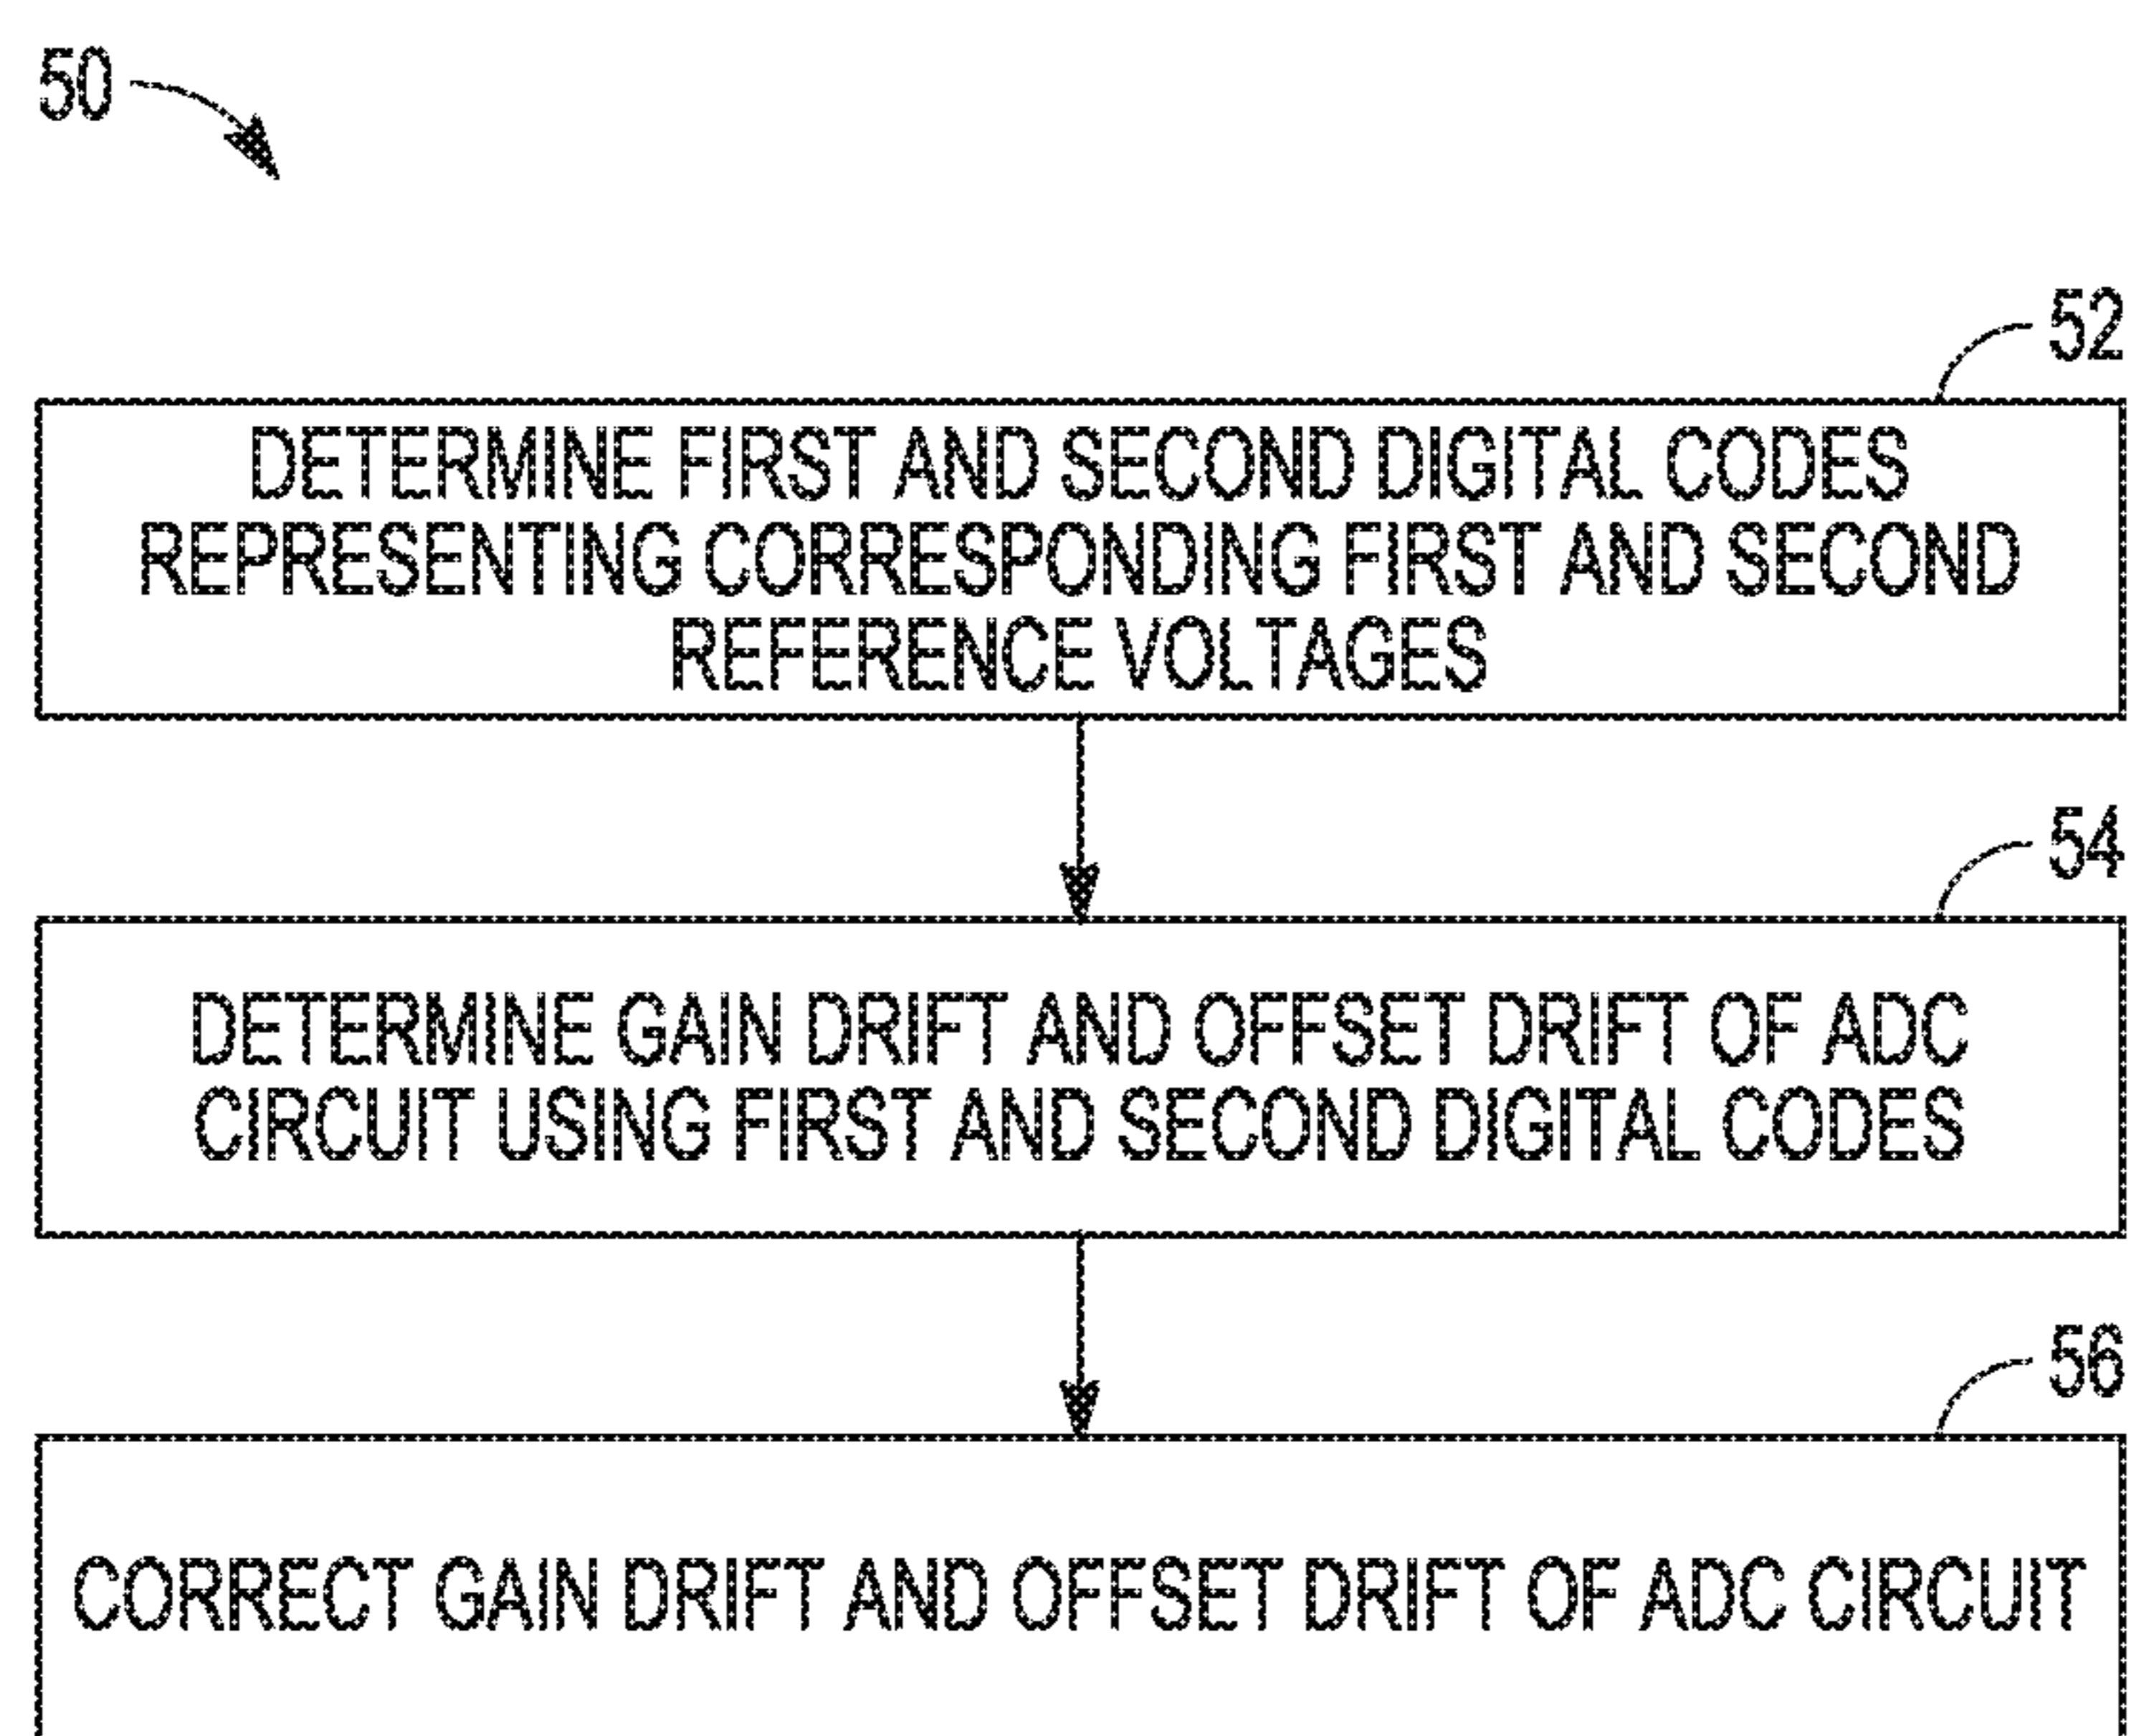 50
52
DETERMINE FIRST AND SECOND DIGITAL CODES
REPRESENTING CORRESPONDING FIRST AND SECOND
REFERENCE VOLTAGES
54
DETERMINE GAIN DRIFT AND OFFSET DRIFT OF ADC
CIRCUIT USING FIRST AND SECOND DIGITAL CODES
56
CORRECT GAIN DRIFT AND OFFSET DRIFT OF ADC CIRCUIT